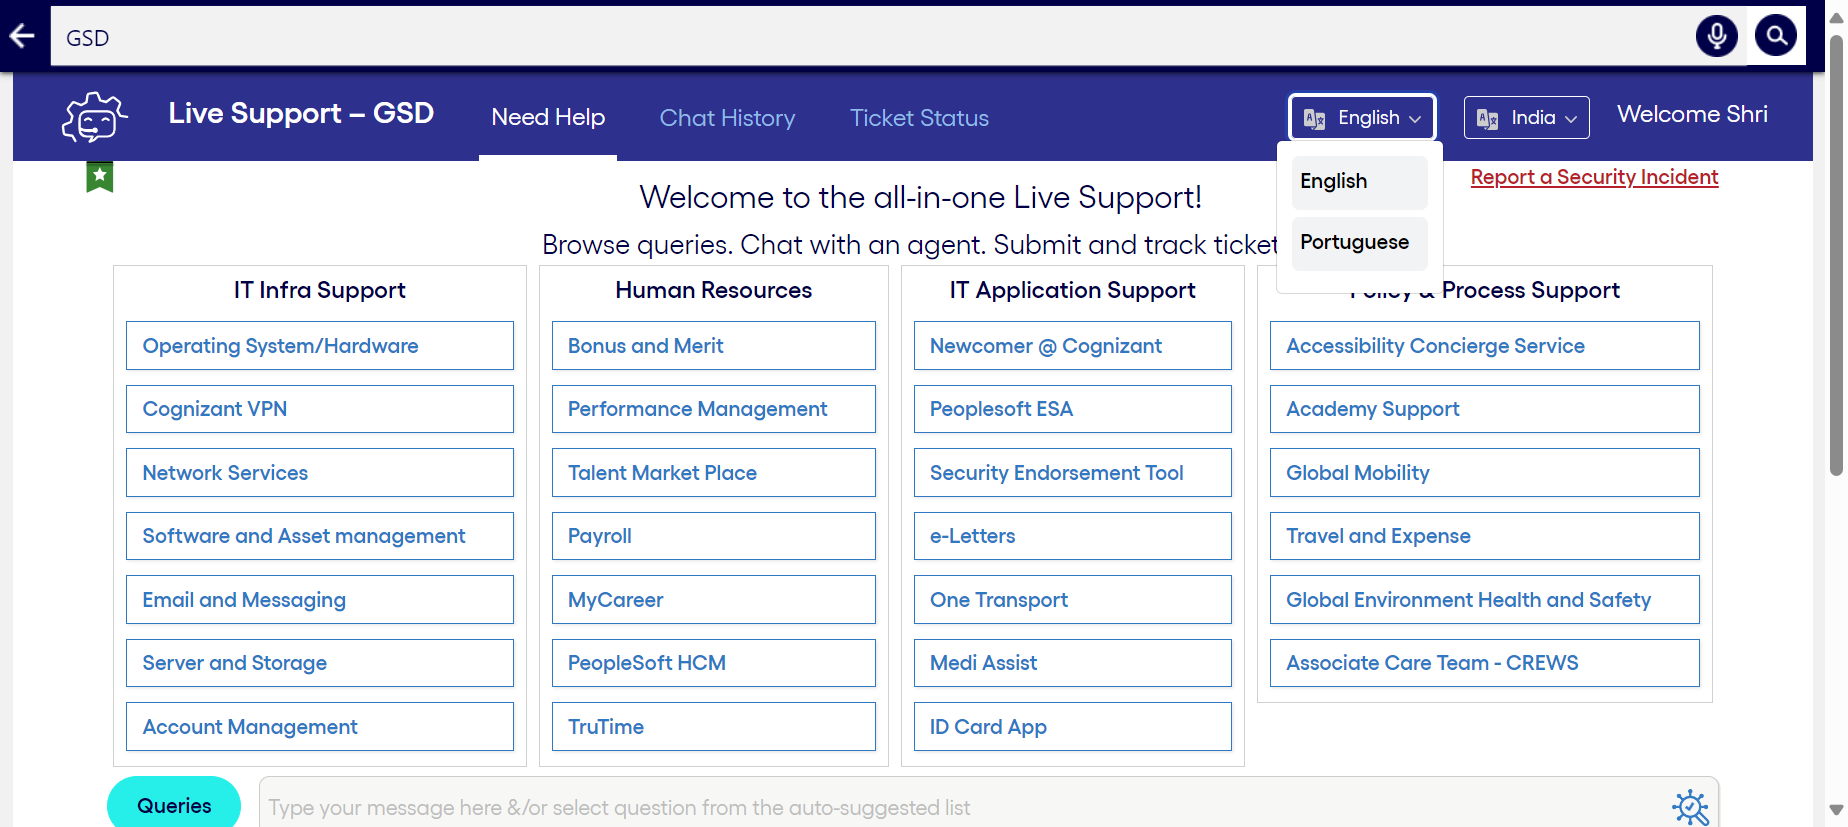 GSD
Live Support – GSD
Need Help
Chat History
Ticket Status
English
India
Welcome Shri
English
Portuguese
Report a Security Incident
Welcome to the all-in-one Live Support!
Browse queries. Chat with an agent. Submit and track ticket
IT Infra Support
Operating System/Hardware
Cognizant VPN
Network Services
Software and Asset management
Email and Messaging
Server and Storage
Account Management
Human Resources
Bonus and Merit
Performance Management
Talent Market Place
Payroll
MyCareer
PeopleSoft HCM
TruTime
IT Application Support
Newcomer @ Cognizant
Peoplesoft ESA
Security Endorsement Tool
e-Letters
One Transport
Medi Assist
ID Card App
Policy & Process Support
Accessibility Concierge Service
Academy Support
Global Mobility
Travel and Expense
Global Environment Health and Safety
Associate Care Team - CREWS
Queries
Type your message here &/or select question from the auto-suggested list